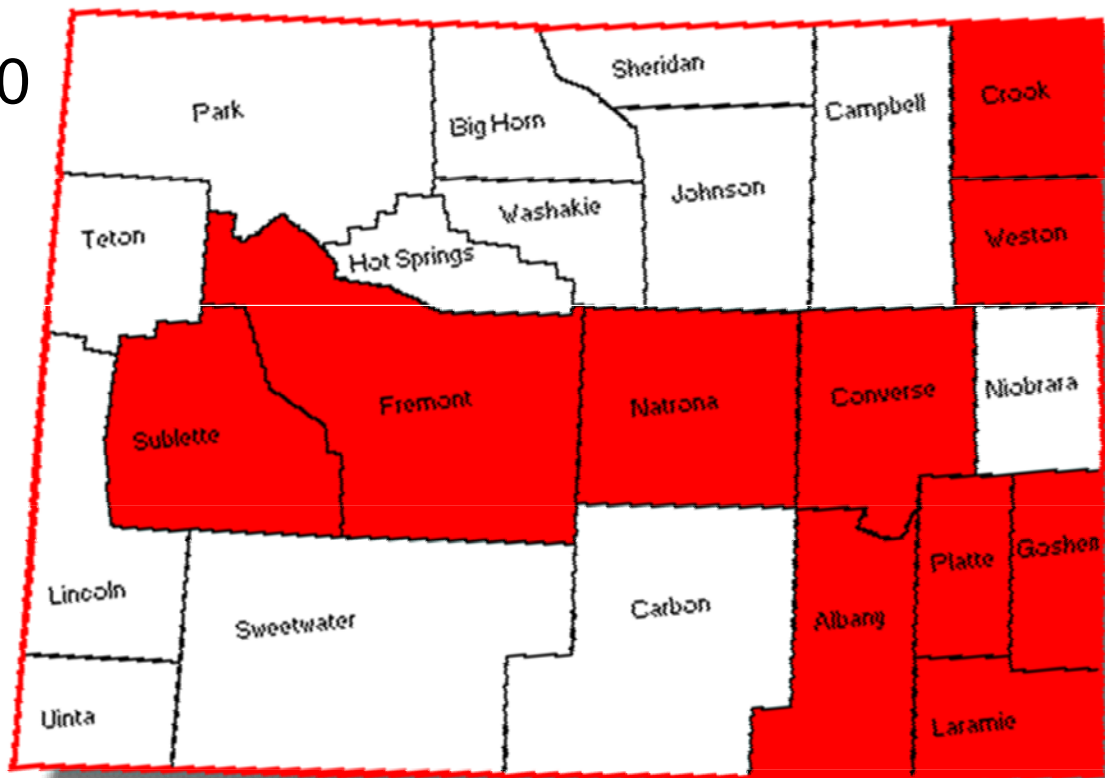 0
Park
Big Horn
Sheridan
Campbell
Crook
Johnson
Teton
Washakie
Hot Springs
Weston
Sublette
Fremont
Natrona
Converse
Niobrara
Lincoln
Sweetwater
Carbon
Albany
Platte
Goshen
Uinta
Laramie